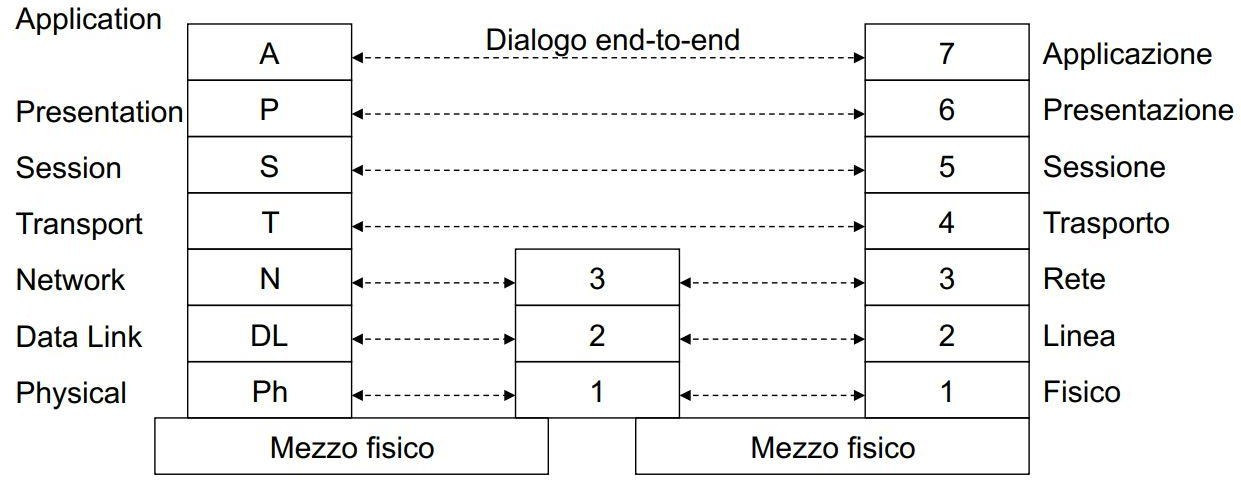 Application
A Dialogo end-to-end 7 Applicazione
Presentation P 6 Presentazione
Session S 5 Sessione
Transport T 4 Trasporto
Network N 3 3 Rete
Data Link DL 2 2 Linea
Physical Ph 1 1 Fisico
Mezzo fisico Mezzo fisico